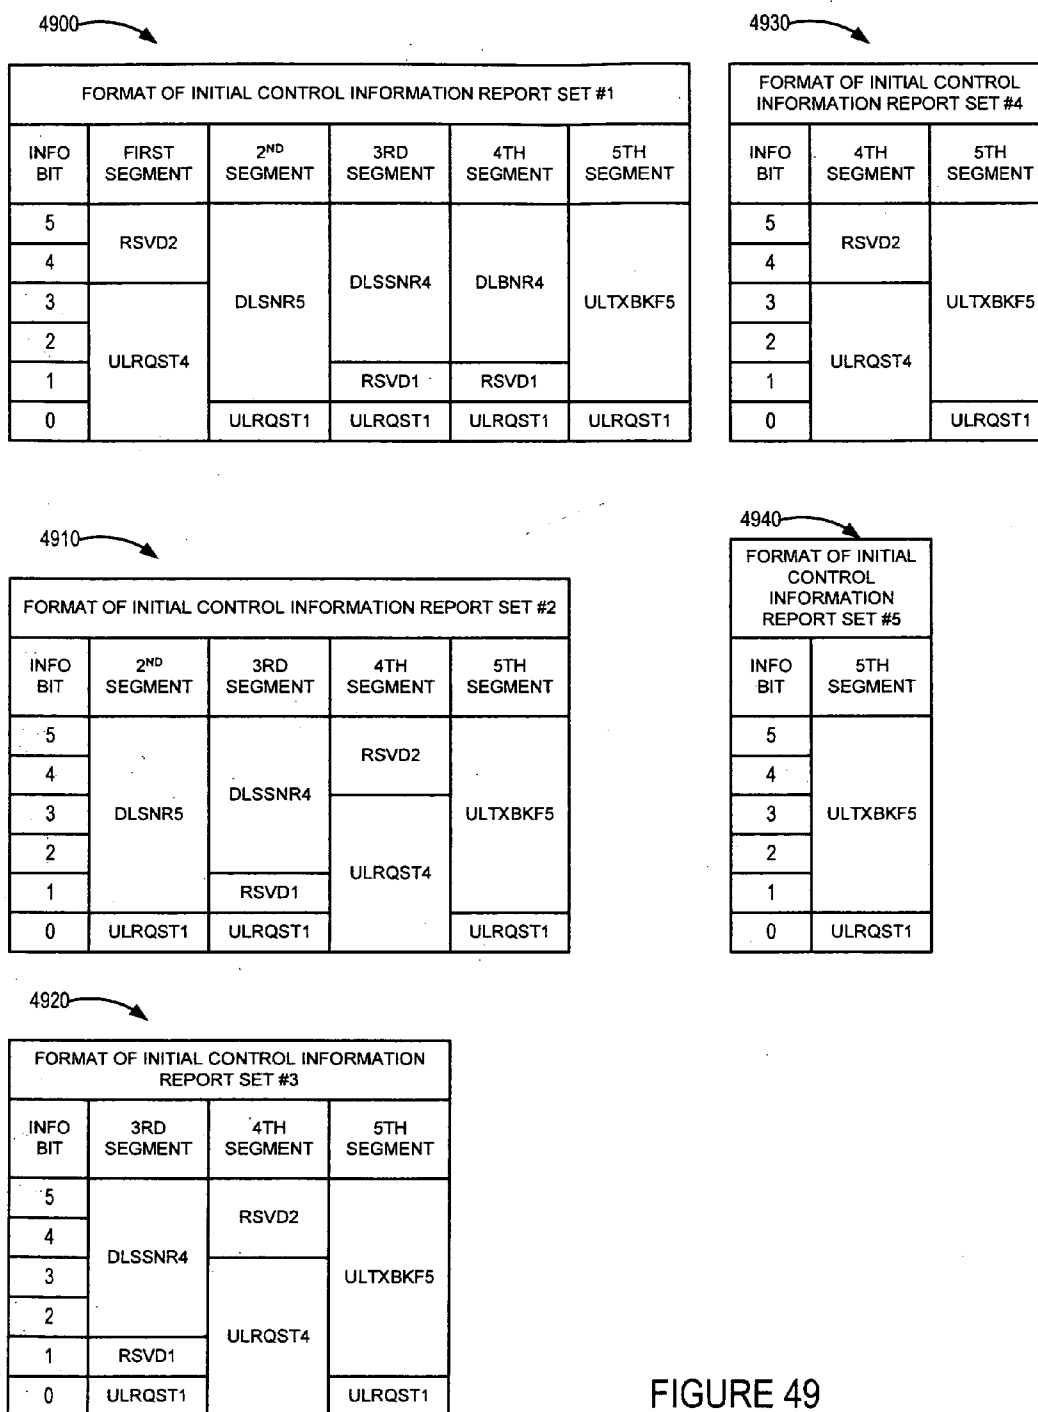 4900
FORMAT OF INITIAL CONTROL INFORMATION REPORT SET #1
INFO BIT FIRST SEGMENT 2ND SEGMENT 3RD SEGMENT 4TH SEGMENT 5TH SEGMENT
5
4
3
2
1
0
RSVD2
ULRQST4
DLSNR5
ULRQST1
DLSSNR4
RSVD1
ULRQST1
DLBNR4
RSVD1
ULRQST1
ULTXBKF5
ULRQST1
4930
FORMAT OF INITIAL CONTROL
INFORMATION REPORT SET #4
INFO BIT 4TH SEGMENT 5TH SEGMENT
5
4
3
2
1
0
RSVD2
ULRQST4
ULTXBKF5
ULRQST1
4910
FORMAT OF INITIAL CONTROL INFORMATION REPORT SET #2
INFO BIT 2ND SEGMENT 3RD SEGMENT 4TH SEGMENT 5TH SEGMENT
5
4
3
2
1
0
DLSNR5
ULRQST1
DLSSNR4
RSVD1
ULRQST1
RSVD2
ULRQST4
ULTXBKF5
ULRQST1
4940
FORMAT OF INITIAL
CONTROL
INFORMATION
REPORT SET #5
INFO BIT 5TH SEGMENT
5
4
3
2
1
0
ULTXBKF5
ULRQST1
4920
FORMAT OF INITIAL CONTROL INFORMATION
REPORT SET #3
INFO BIT 3RD SEGMENT 4TH SEGMENT 5TH SEGMENT
5
4
3
2
1
0
DLSSNR4
RSVD1
ULRQST1
RSVD2
ULRQST4
ULTXBKF5
ULRQST1
FIGURE 49